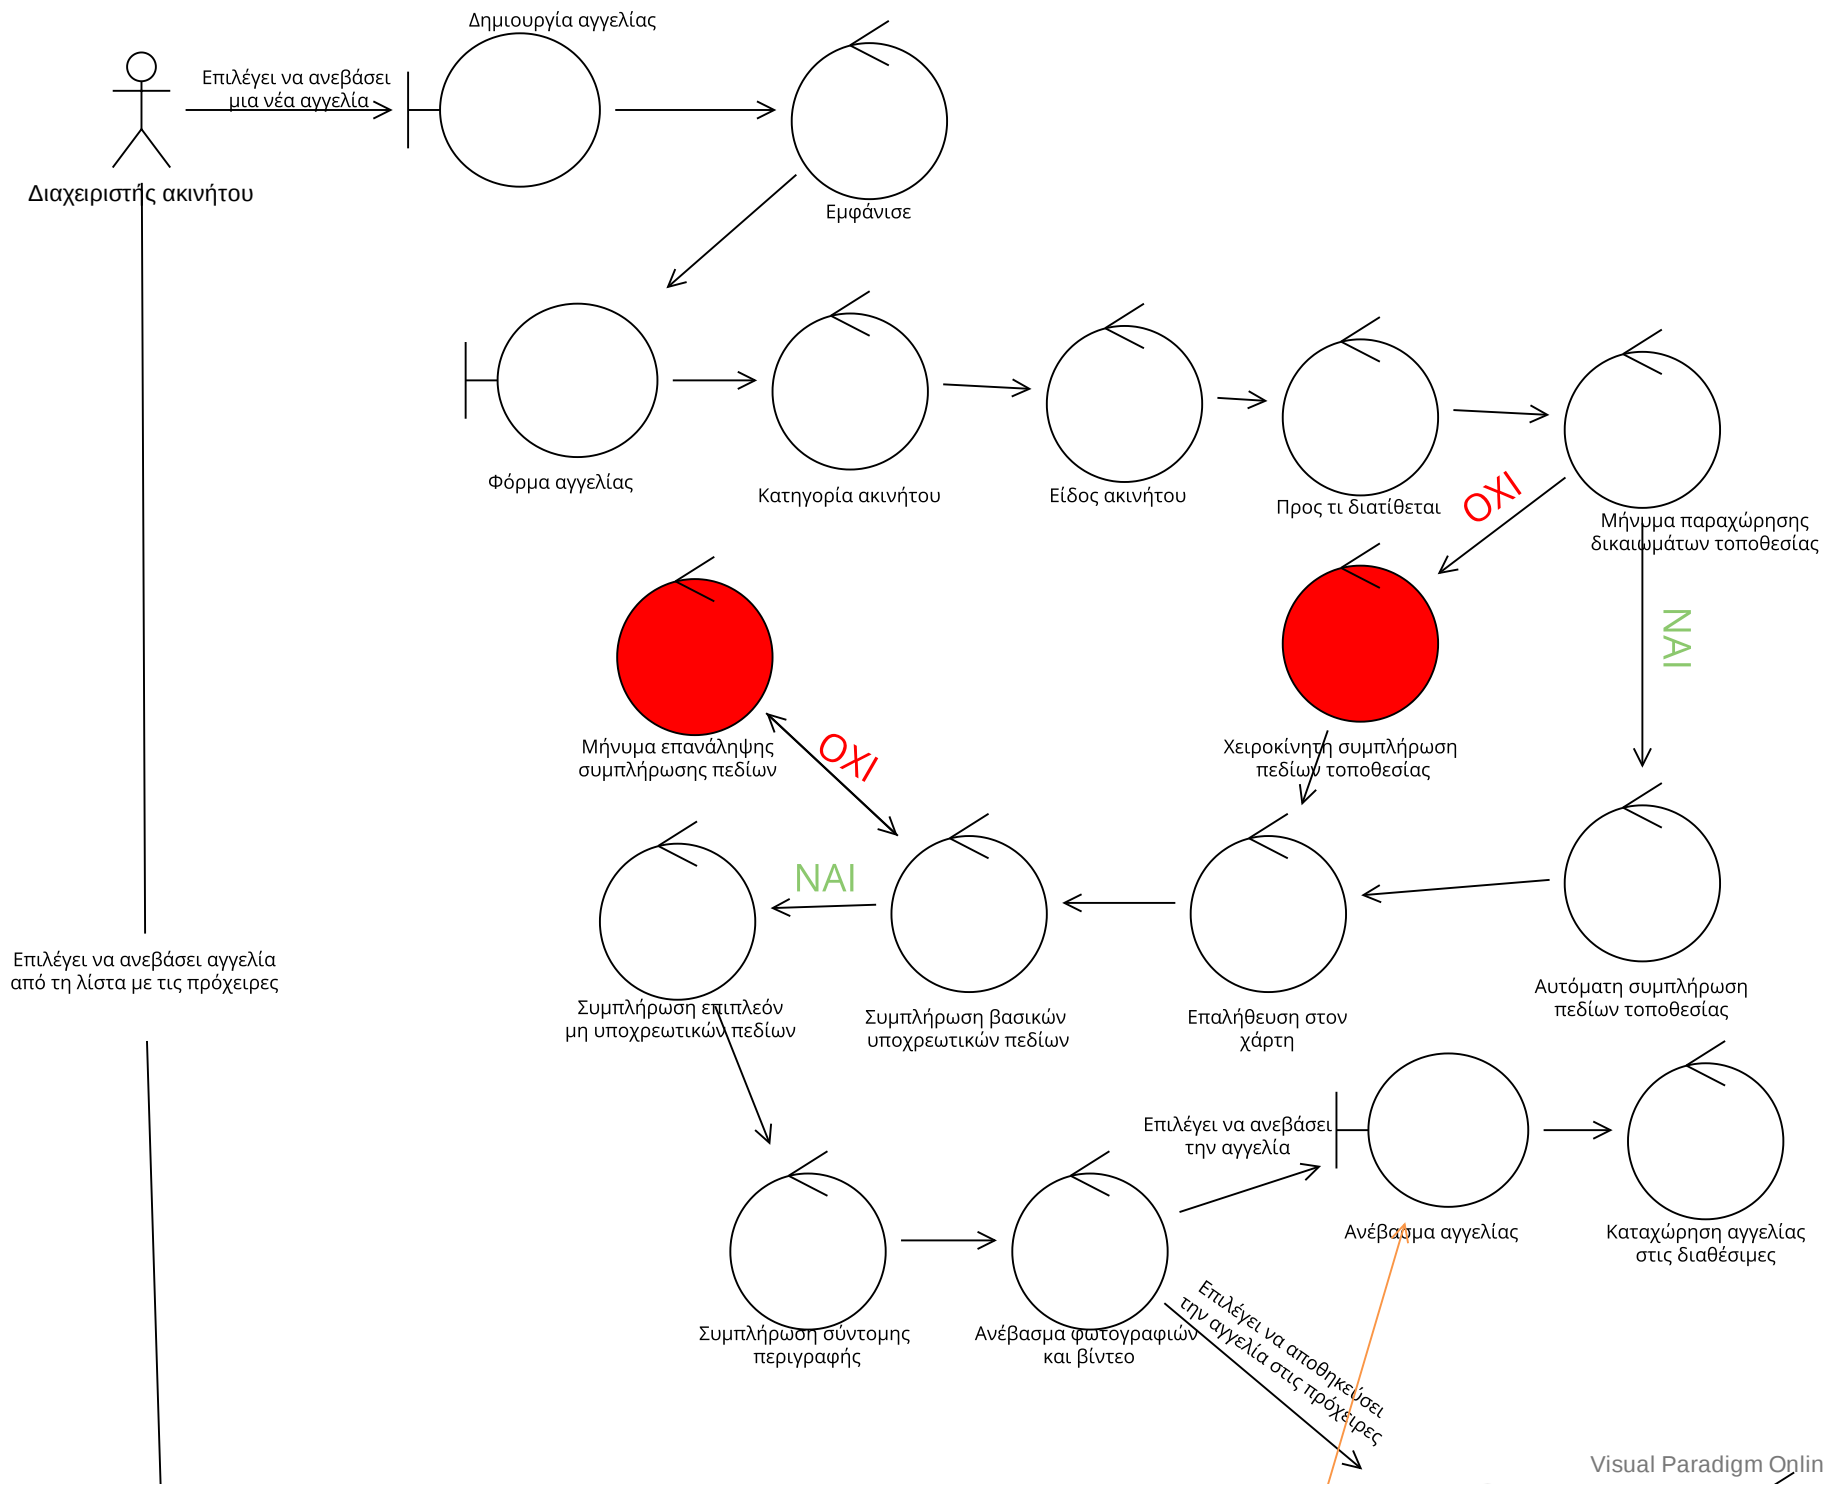 Δημιουργία αγγελίας
Επιλέγει να ανεβάσει
μια νέα αγγελία
Διαχειριστής ακινήτου
Εμφάνισε
Φόρμα αγγελίας
Κατηγορία ακινήτου
Είδος ακινήτου
Προς τι διατίθεται
ΟΧΙ
Μήνυμα παραχώρησης
δικαιωμάτων τοποθεσίας
ΝΑΙ
Μήνυμα επανάληψης
συμπλήρωσης πεδίων
ΟΧΙ
Χειροκίνητη συμπλήρωση
πεδίων τοποθεσίας
ΝΑΙ
Επιλέγει να ανεβάσει αγγελία
από τη λίστα με τις πρόχειρες
Συμπλήρωση επιπλεόν
μη υποχρεωτικών πεδίων
Συμπλήρωση βασικών
υποχρεωτικών πεδίων
Επαλήθευση στον
χάρτη
Αυτόματη συμπλήρωση
πεδίων τοποθεσίας
Επιλέγει να ανεβάσει
την αγγελία
Ανέβασμα αγγελίας
Καταχώρηση αγγελίας
στις διαθέσιμες
Συμπλήρωση σύντομης
περιγραφής
Ανέβασμα φωτογραφιών
και βίντεο
Επιλέγει να αποθηκεύσει
την αγγελία στις πρόχειρες
Visual Paradigm Onlin